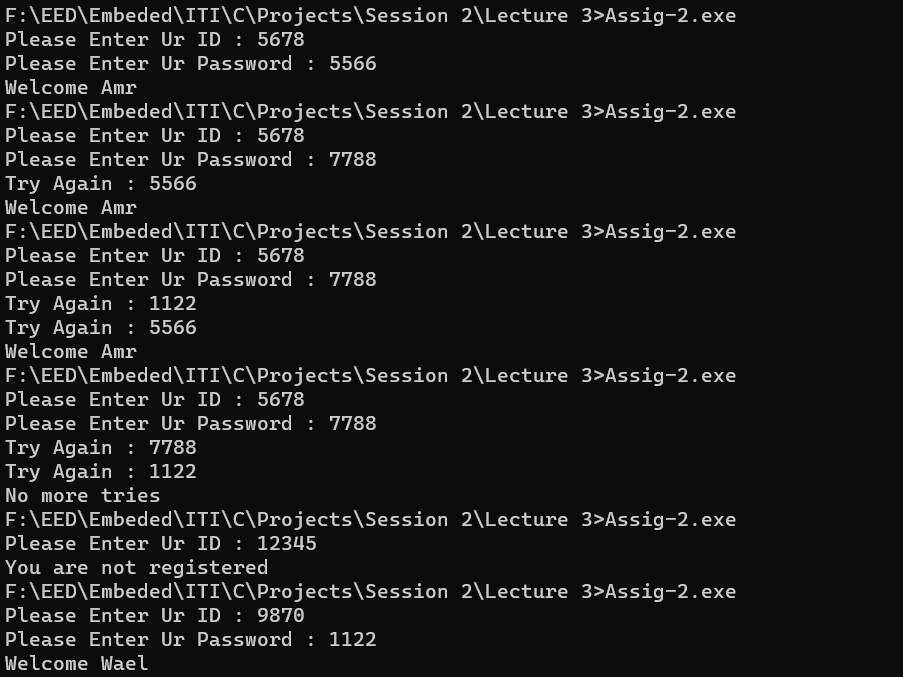 F:\EED\Embeded\ITI\C\Projects\Session 2\Lecture 3>Assig-2.exe
Please Enter Ur ID : 5678
Please Enter Ur Password : 5566
Welcome Amr
F:\EED\Embeded\ITI\C\Projects\Session 2\Lecture 3>Assig-2.exe
Please Enter Ur ID : 5678
Please Enter Ur Password : 7788
Try Again : 5566
Welcome Amr
F:\EED\Embeded\ITI\C\Projects\Session 2\Lecture 3>Assig-2.exe
Please Enter Ur ID : 5678
Please Enter Ur Password : 7788
Try Again : 1122
Try Again : 5566
Welcome Amr
F:\EED\Embeded\ITI\C\Projects\Session 2\Lecture 3>Assig-2.exe
Please Enter Ur ID : 5678
Please Enter Ur Password : 7788
Try Again : 7788
Try Again : 1122
No more tries
F:\EED\Embeded\ITI\C\Projects\Session 2\Lecture 3>Assig-2.exe
Please Enter Ur ID : 12345
You are not registered
F:\EED\Embeded\ITI\C\Projects\Session 2\Lecture 3>Assig-2.exe
Please Enter Ur ID : 9870
Please Enter Ur Password : 1122
Welcome Wael